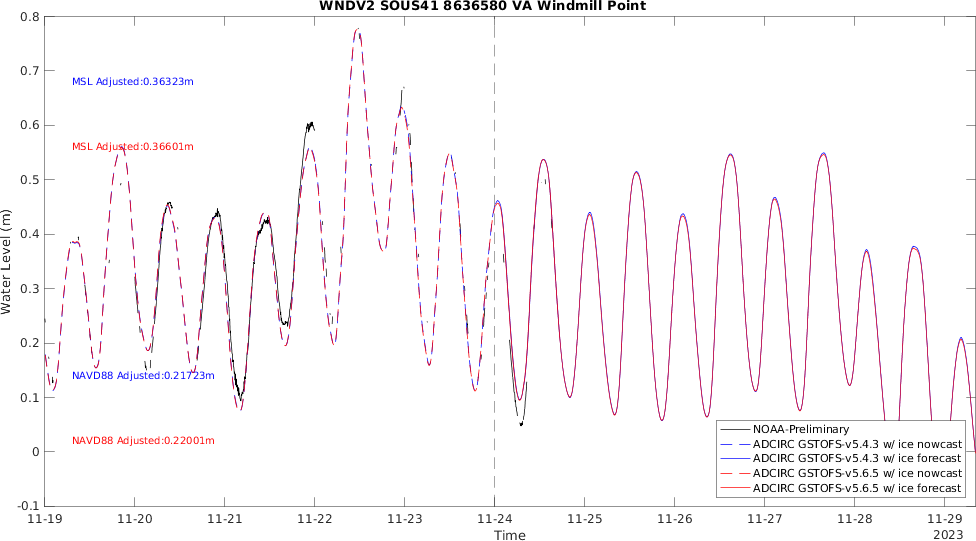 WNDV2 SOUS41 8636580 VA Windmill Point
0.8
0.7
0.6
0.5
0.4
0.3
0.2
0.1
0
-0.1
Water Level (m)
MSL Adjusted:0.36323m
MSL Adjusted:0.36601m
NAVD88 Adjusted:0.21723m
NAVD88 Adjusted:0.22001m
NOAA-Preliminary
ADCIRC GSTOFS-v5.4.3 w/ ice nowcast
ADCIRC GSTOFS-v5.4.3 w/ ice forecast
ADCIRC GSTOFS-v5.6.5 w/ ice nowcast
ADCIRC GSTOFS-v5.6.5 w/ ice forecast
11-19 11-20 11-21 11-22 11-23 11-24 11-25 11-26 11-27 11-28 11-29
Time 2023